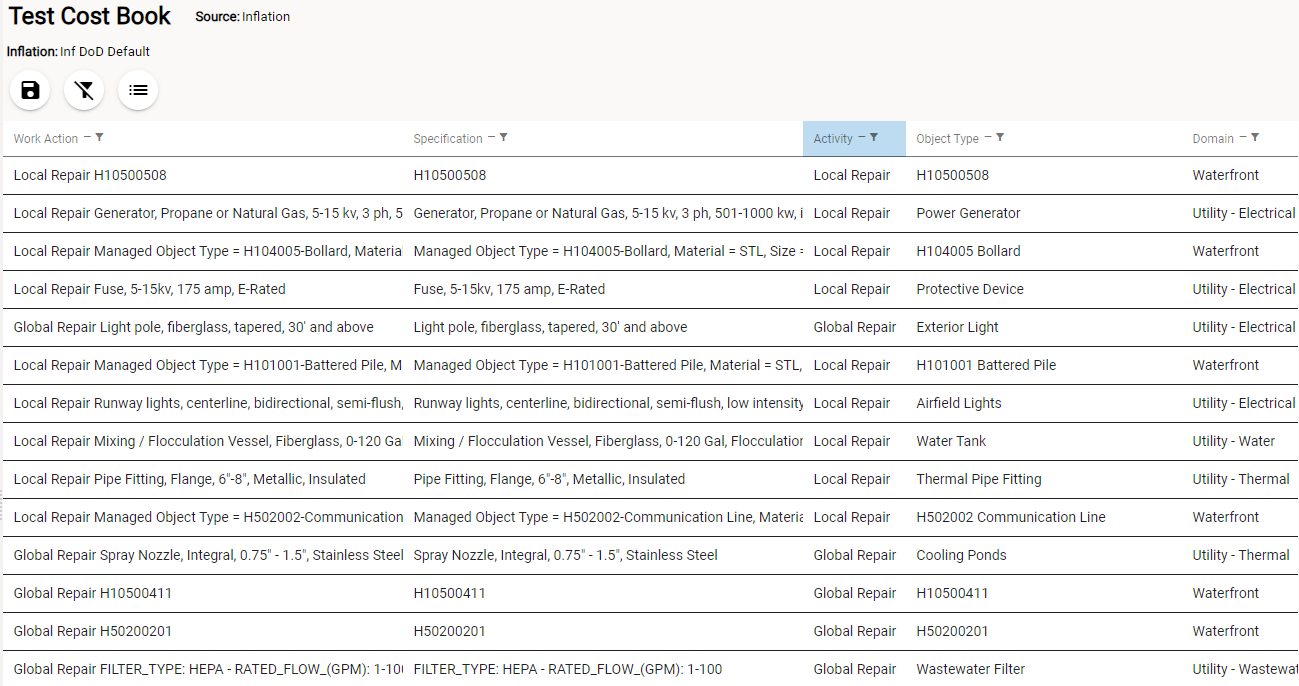 Test Cost Book Source: Inflation
Inflation: Inf DoD Default
Work Action Specification Activity Object Type Domain
Local Repair H10500508 H10500508 Local Repair H10500508 Waterfront
Local Repair Generator, Propane or Natural Gas, 5-15 kv, 3 ph, 5 Generator, Propane or Natural Gas, 5-15 kv, 3 ph, 501-1000 kw, i Local Repair Power Generator Utility - Electrical
Local Repair Managed Object Type = H104005-Bollard, Materia Managed Object Type = H104005-Bollard, Material = STL, Size = Local Repair H104005 Bollard Waterfront
Local Repair Fuse, 5-15kv, 175 amp, E-Rated Fuse, 5-15kv, 175 amp, E-Rated Local Repair Protective Device Utility - Electrical
Global Repair Light pole, fiberglass, tapered, 30' and above Light pole, fiberglass, tapered, 30' and above Global Repair Exterior Light Utility - Electrical
Local Repair Managed Object Type = H101001-Battered Pile, M Managed Object Type = H101001-Battered Pile, Material = STL, Local Repair H101001 Battered Pile Waterfront
Local Repair Runway lights, centerline, bidirectional, semi-flush, Runway lights, centerline, bidirectional, semi-flush, low intensity Local Repair Airfield Lights Utility - Electrical
Local Repair Mixing / Flocculation Vessel, Fiberglass, 0-120 Gal Mixing / Flocculation Vessel, Fiberglass, 0-120 Gal, Flocculation Local Repair Water Tank Utility - Water
Local Repair Pipe Fitting, Flange, 6"-8", Metallic, Insulated Pipe Fitting, Flange, 6"-8", Metallic, Insulated Local Repair Thermal Pipe Fitting Utility - Thermal
Local Repair Managed Object Type = H502002-Communication Managed Object Type = H502002-Communication Line, Materia Local Repair H502002 Communication Line Waterfront
Global Repair Spray Nozzle, Integral, 0.75" - 1.5", Stainless Steel Spray Nozzle, Integral, 0.75" - 1.5", Stainless Steel Global Repair Cooling Ponds Utility - Thermal
Global Repair H10500411 H10500411 Global Repair H10500411 Waterfront
Global Repair H50200201 H50200201 Global Repair H50200201 Waterfront
Global Repair FILTER_TYPE: HEPA - RATED_FLOW_(GPM): 1-100 FILTER_TYPE: HEPA - RATED_FLOW_(GPM): 1-100 Global Repair Wastewater Filter Utility - Wastewat